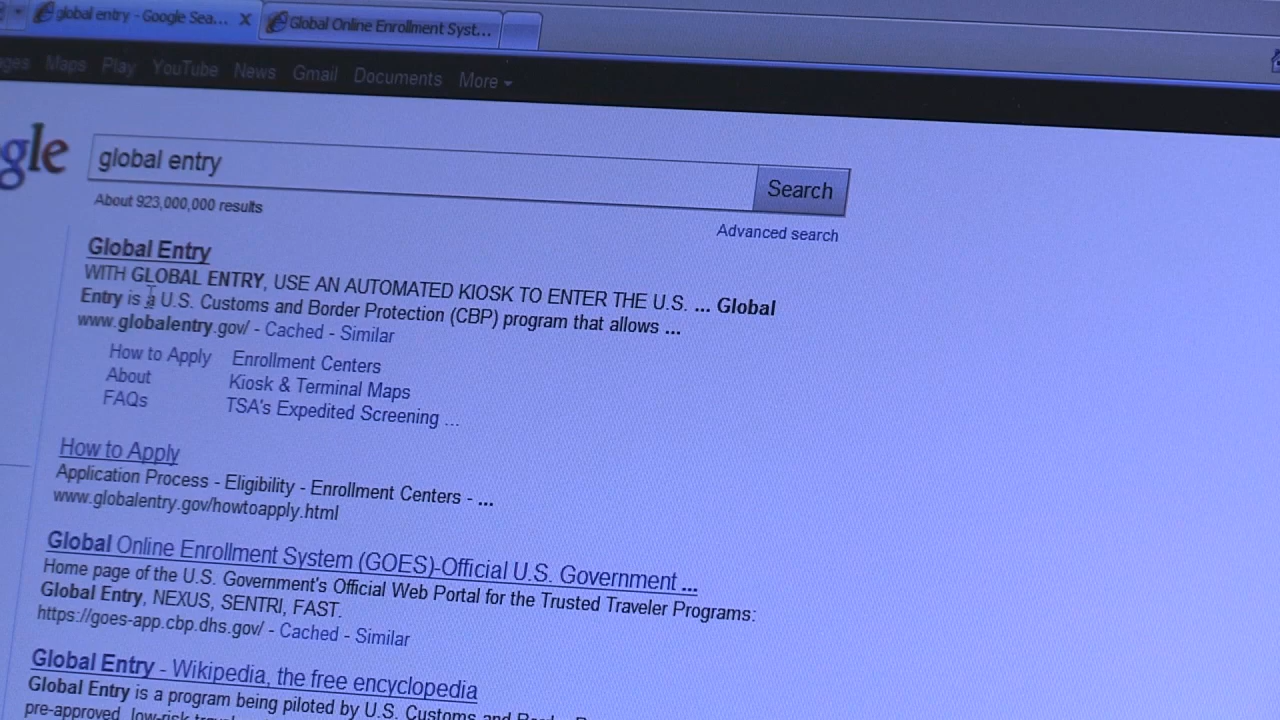 global entry - Google Sea...
Global Online Enrollment Syst...
Maps Play YouTube News Gmail Documents More
gle
global entry
Search
About 923,000,000 results
Advanced search
Global Entry
WITH GLOBAL ENTRY, USE AN AUTOMATED KIOSK TO ENTER THE U.S. ... Global
Entry is a U.S. Customs and Border Protection (CBP) program that allows ...
www.globalentry.gov/ - Cached - Similar
How to Apply Enrollment Centers
About Kiosk & Terminal Maps
FAQs TSA's Expedited Screening ...
How to Apply
Application Process - Eligibility - Enrollment Centers - ...
www.globalentry.gov/howtoapply.html
Global Online Enrollment System (GOES)-Official U.S. Government ...
Home page of the U.S. Government's Official Web Portal for the Trusted Traveler Programs:
Global Entry, NEXUS, SENTRI, FAST.
https://goes-app.cbp.dhs.gov/ - Cached - Similar
Global Entry - Wikipedia, the free encyclopedia
Global Entry is a program being piloted by U.S. Customs and
pre-approved, low-risk